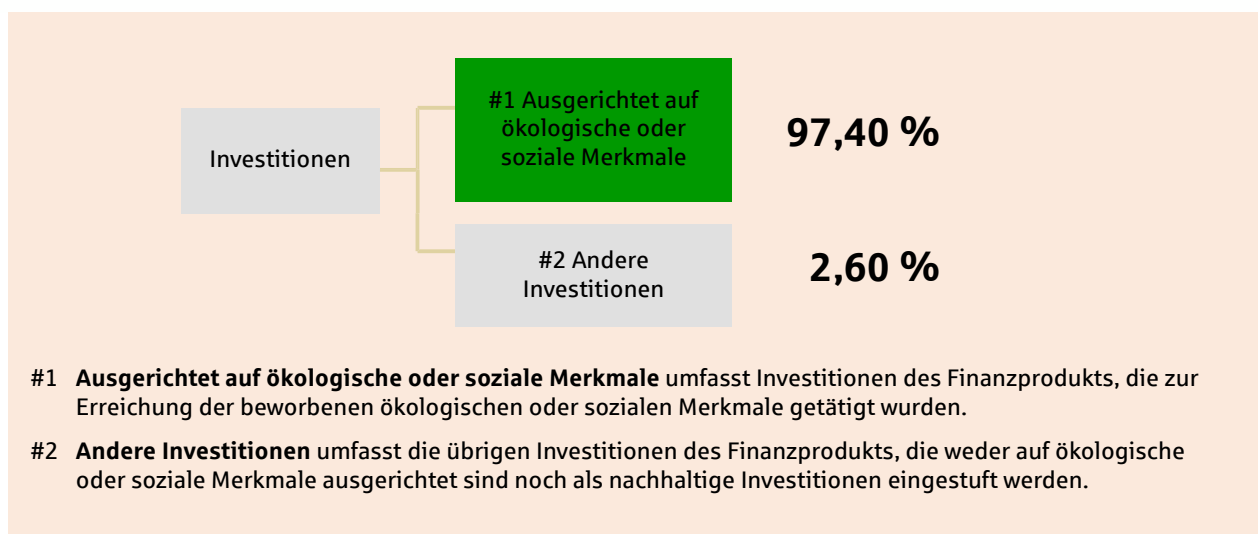 #1 Ausgerichtet auf
ökologische oder
soziale Merkmale
97,40 %
Investitionen
#2 Andere
Investitionen
2,60 %
#1 Ausgerichtet auf ökologische oder soziale Merkmale umfasst Investitionen des Finanzprodukts, die zur
Erreichung der beworbenen ökologischen oder sozialen Merkmale getätigt wurden.
#2 Andere Investitionen umfasst die übrigen Investitionen des Finanzprodukts, die weder auf ökologische
oder soziale Merkmale ausgerichtet sind noch als nachhaltige Investitionen eingestuft werden.